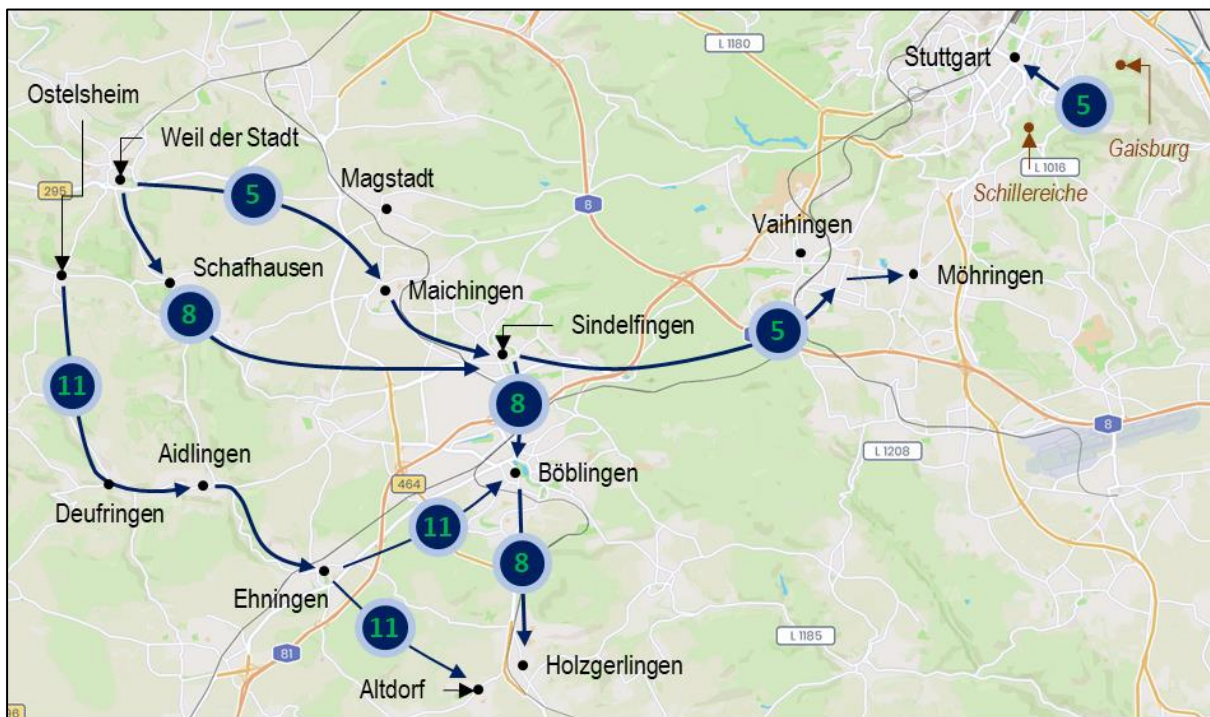 L 1180
Stuttgart
Ostelsheim
5
Weil der Stadt
Gaisburg
L 1016
295
5
Magstadt
Schillereiche
8
Vaihingen
Schafhausen
Möhringen
Maichingen
8
Sindelfingen
5
11
8
8
Aidlingen
L 1208
Böblingen
464
Deufringen
11
8
Ehningen
11
L 1185
81
Holzgerlingen
Altdorf